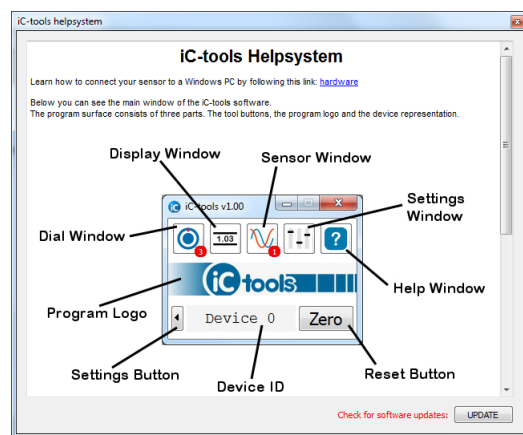 iC-tools helpsystem
iC-tools Helpsystem
Learn how to connect your sensor to a Windows PC by following this link: hardware
Below you can see the main window of the iC-tools software.
The program surface consists of three parts. The tool buttons, the program logo and the device representation.
Display Window
Sensor Window
Settings
Window
iC iC-tools v1.00
Dial Window
3
1.03
1
?
Help Window
iC tools
Program Logo
Device 0
Zero
Settings Button
Device ID
Reset Button
Check for software updates: UPDATE